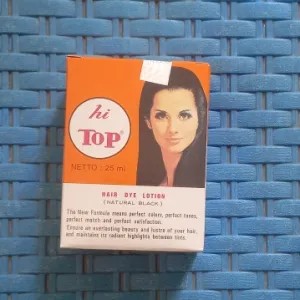 hi
TOP®
NETTO : 25 ml.
HAIR DYE LOTION
(NATURAL BLACK)
The New Formula means perfect colors, perfect tones,
perfect match and perfect satisfaction.
Ensure an everlasting beauty and lustre of your hair,
and maintains its radiant highlights between tones.